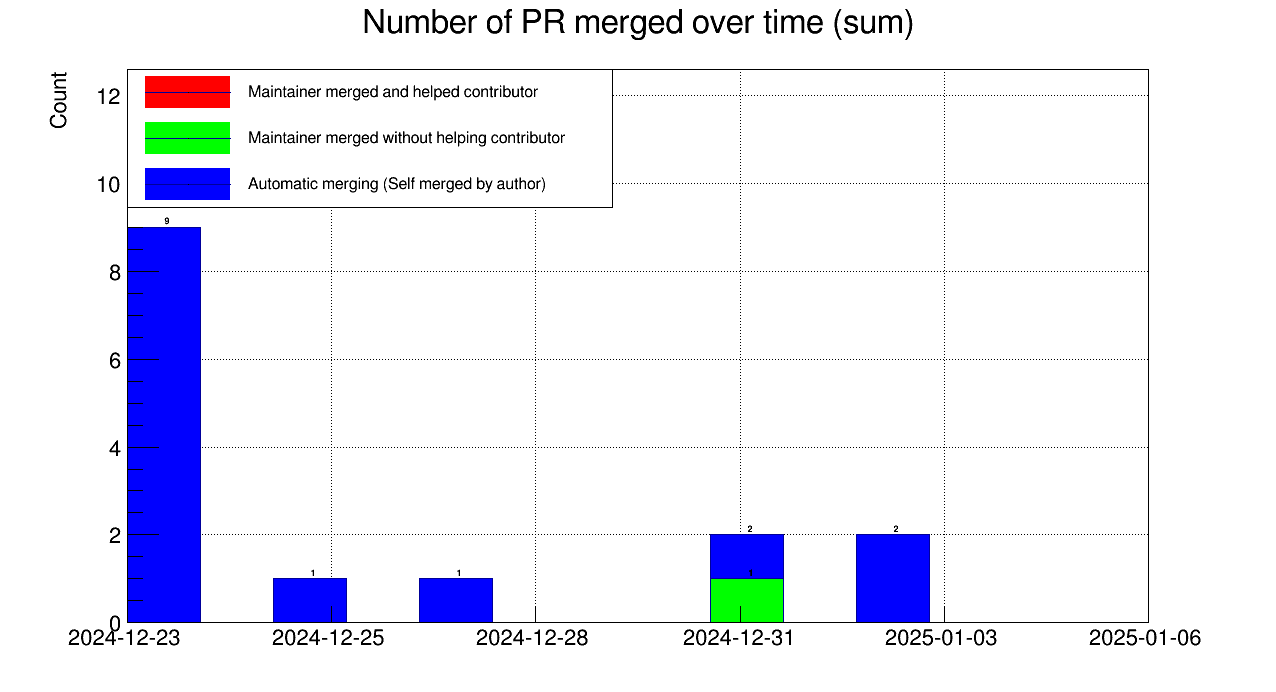 Number of PR merged over time (sum)
Count
Maintainer merged and helped contributor
Maintainer merged without helping contributor
Automatic merging (Self merged by author)
12
10
8
6
4
2
0
9
1
1
2
1
2
2024-12-23 2024-12-25 2024-12-28 2024-12-31 2025-01-03 2025-01-06